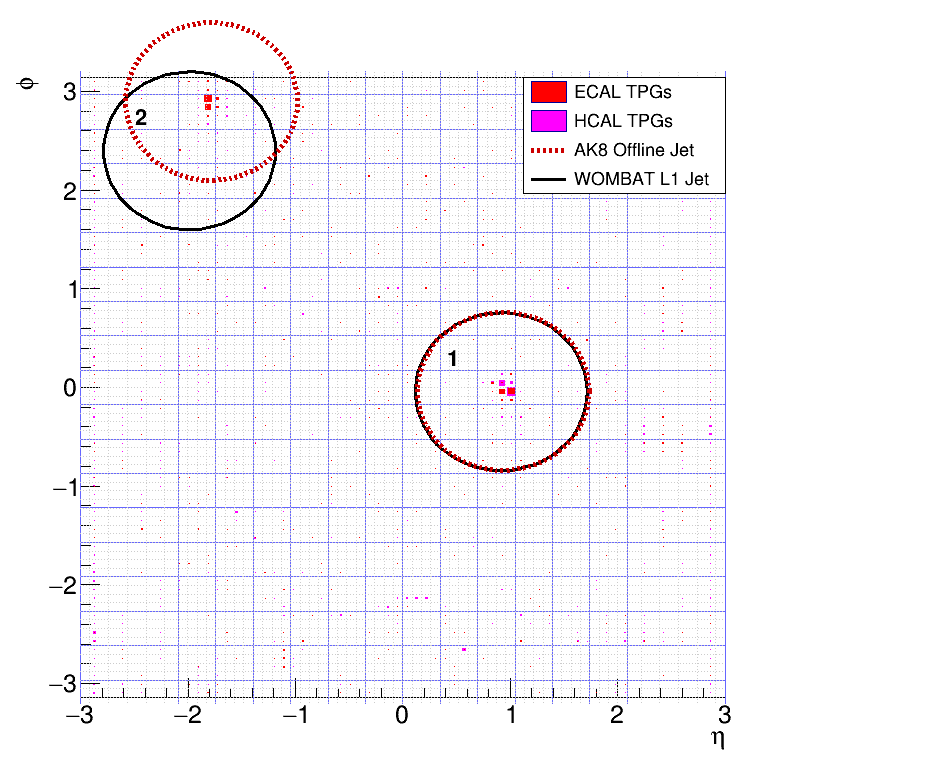 ϕ
3
2
1
0
−1
−2
−3
2
1
ECAL TPGs
HCAL TPGs
AK8 Offline Jet
WOMBAT L1 Jet
−3 −2 −1 0 1 2 3
η